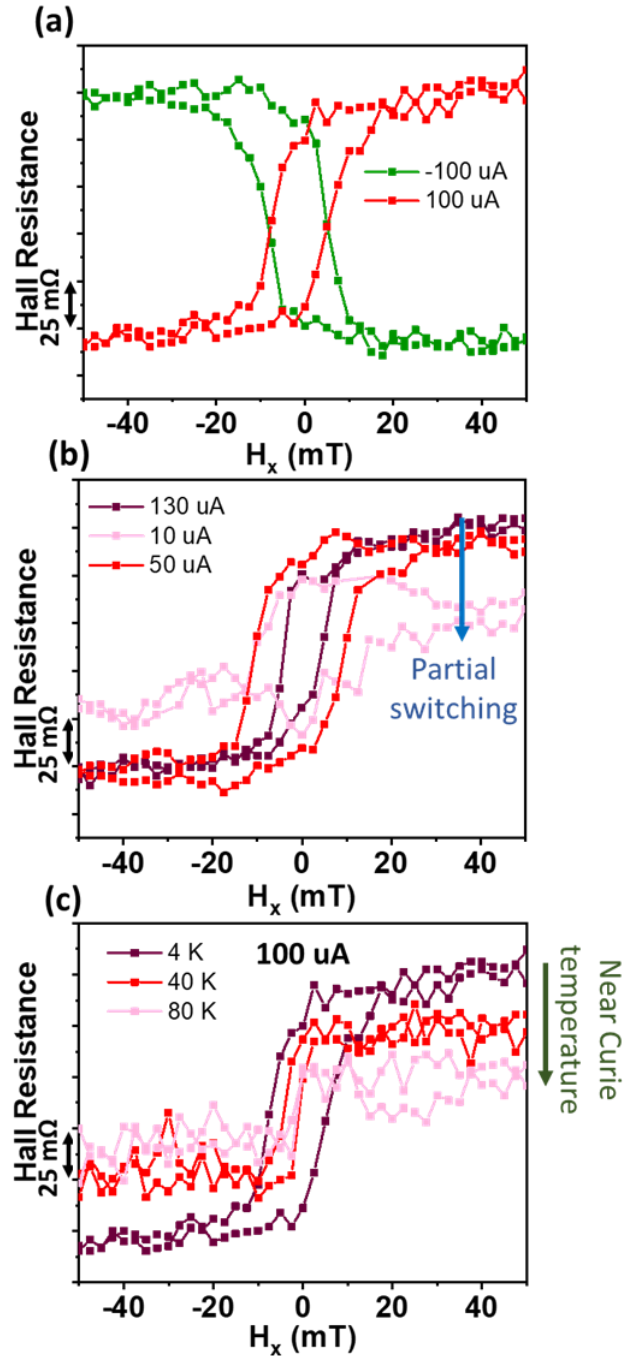 (a)
Hall Resistance
25 mΩ
-100 uA
100 uA
-40 -20 0 20 40
Hx (mT)
(b)
Hall Resistance
25 mΩ
130 uA
10 uA
50 uA
Partial
switching
-40 -20 0 20 40
Hx (mT)
(c)
Hall Resistance
25 mΩ
4 K
40 K
80 K
100 uA
Near Curie
temperature
-40 -20 0 20 40
Hx (mT)